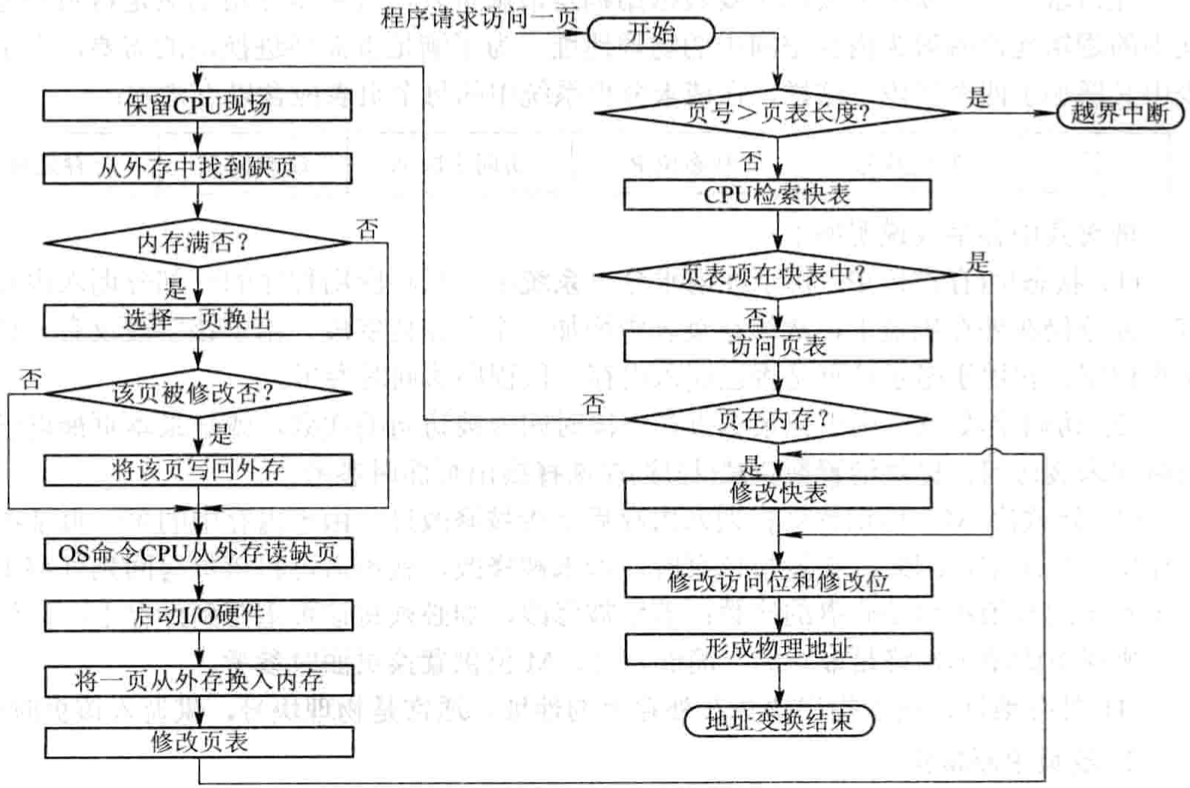 程序请求访问一页
开始
页号＞页表长度？
是
越界中断
否
CPU检索快表
页表项在快表中？
是
否
访问页表
页在内存？
否
是
修改快表
修改访问位和修改位
形成物理地址
地址变换结束
保留CPU现场
从外存中找到缺页
内存满否？
否
是
选择一页换出
该页被修改否？
否
是
将该页写回外存
OS命令CPU从外存读缺页
启动I/O硬件
将一页从外存换入内存
修改页表